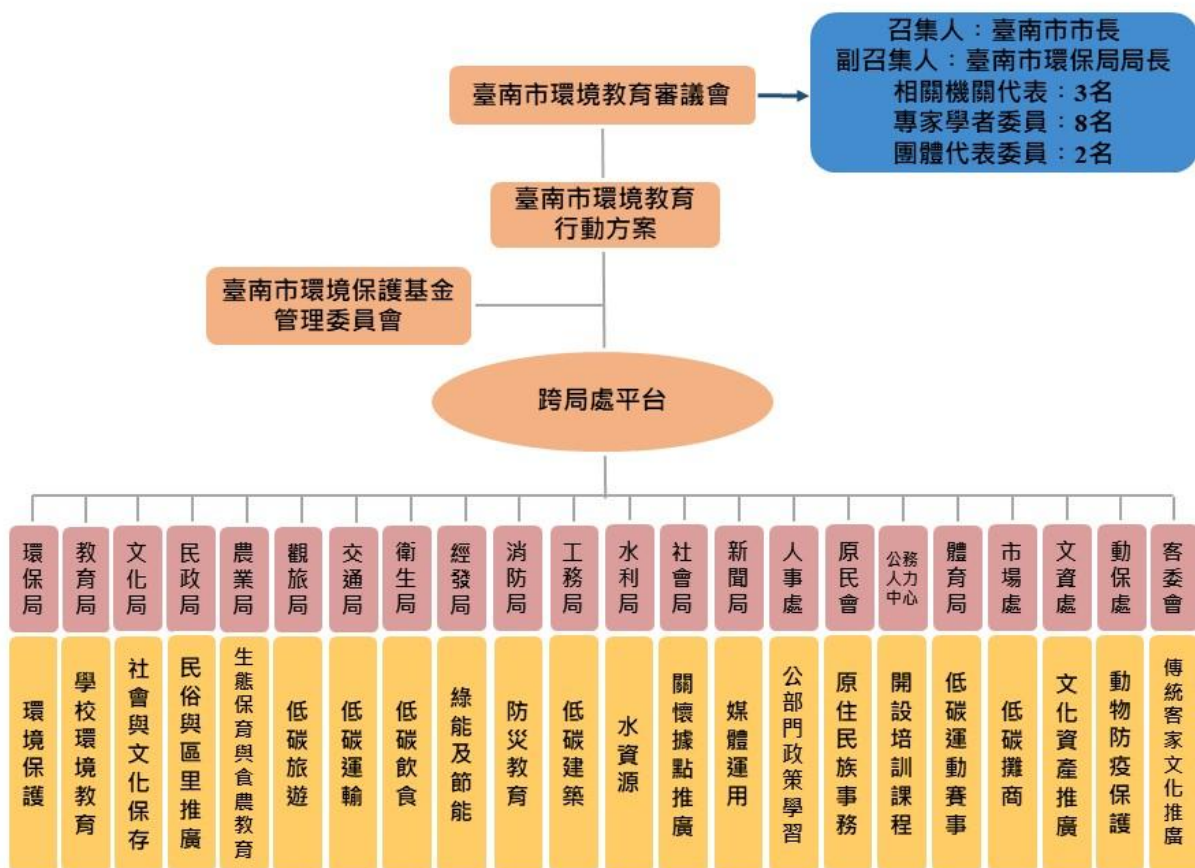 召集人：臺南市市長
副召集人：臺南市環保局局長
相關機關代表：3名
專家學者委員：8名
團體代表委員：2名
臺南市環境教育審議會
臺南市環境教育
行動方案
臺南市環境保護基金
管理委員會
跨局處平台
環保局
教育局
文化局
民政局
農業局
觀旅局
交通局
衛生局
經發局
消防局
工務局
水利局
社會局
新聞局
人事處
原民會
公務
人力
中心
體育局
市場處
文資處
動保處
客委會
環境保護
學校環境教育
社會與文化保存
民俗與區里推廣
生態保育與食農教育
低碳旅遊
低碳運輸
低碳飲食
綠能及節能
防災教育
低碳建築
水資源
關懷據點推廣
媒體運用
公部門政策學習
原住民族事務
開設培訓課程
低碳運動賽事
低碳攤商
文化資產推廣
動物防疫保護
傳統客家文化推廣